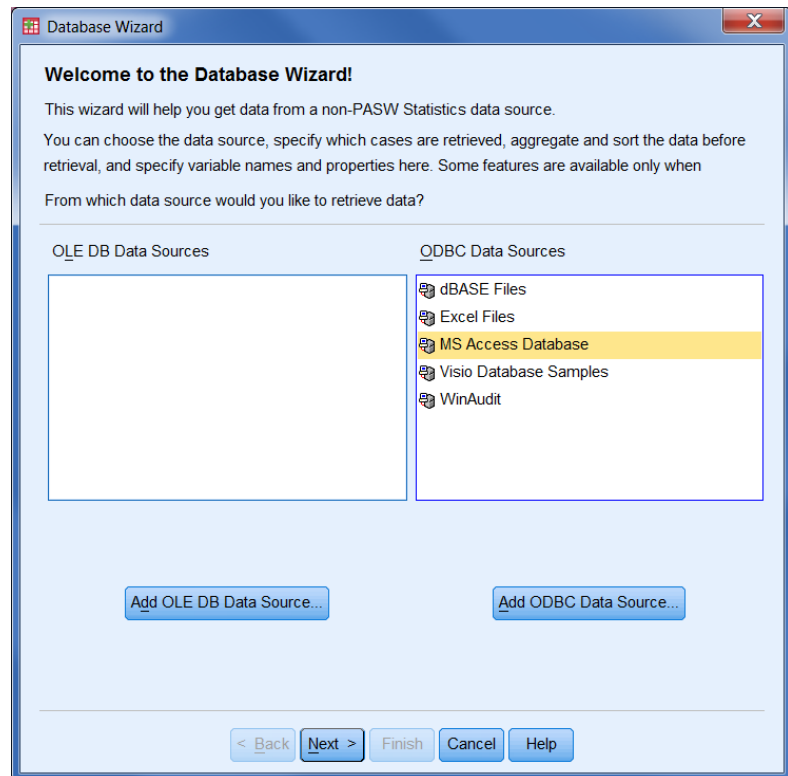 Database Wizard
Welcome to the Database Wizard!
This wizard will help you get data from a non-PASW Statistics data source.
You can choose the data source, specify which cases are retrieved, aggregate and sort the data before
retrieval, and specify variable names and properties here. Some features are available only when
From which data source would you like to retrieve data?
OLE DB Data Sources
ODBC Data Sources
dBASE Files
Excel Files
MS Access Database
Visio Database Samples
WinAudit
Add OLE DB Data Source...
Add ODBC Data Source...
< Back Next > Finish Cancel Help